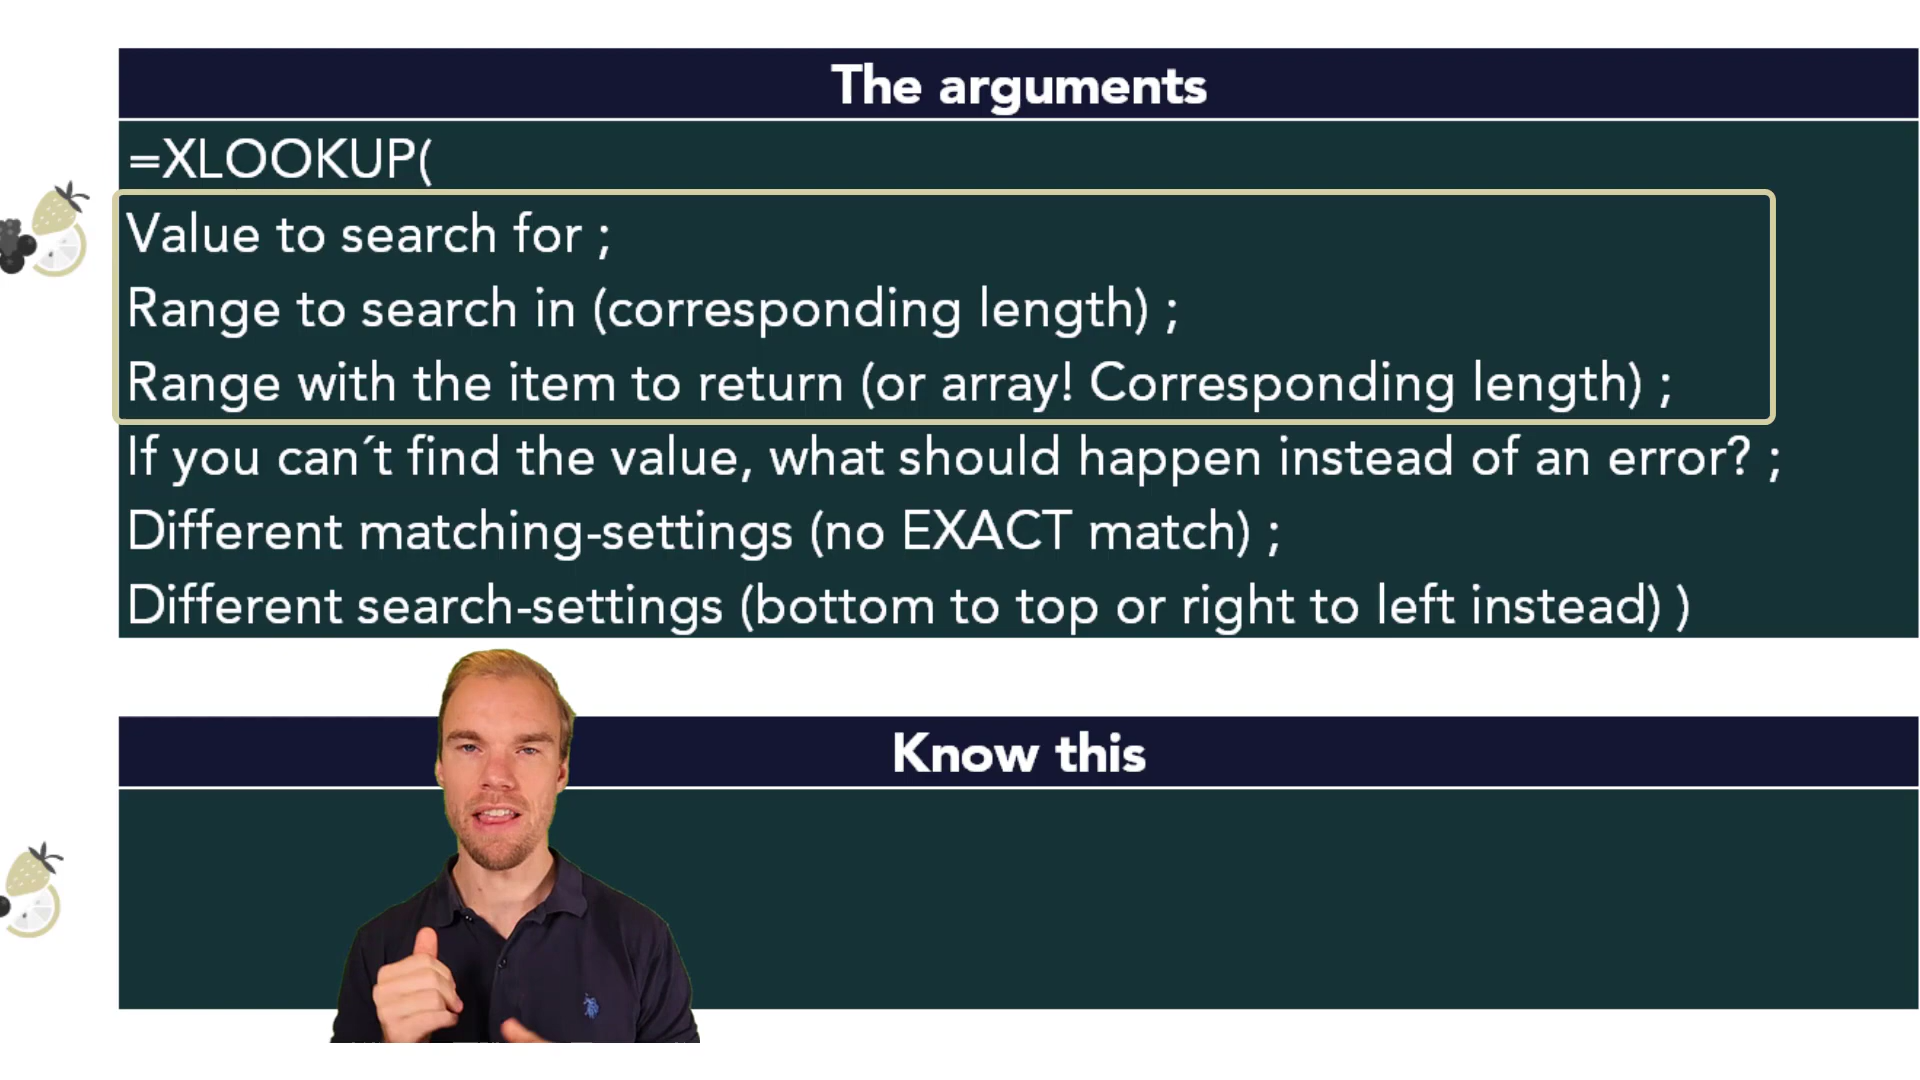 The arguments
=XLOOKUP(
Value to search for ;
Range to search in (corresponding length) ;
Range with the item to return (or array! Corresponding length) ;
If you can´t find the value, what should happen instead of an error? ;
Different matching-settings (no EXACT match) ;
Different search-settings (bottom to top or right to left instead) )
Know this